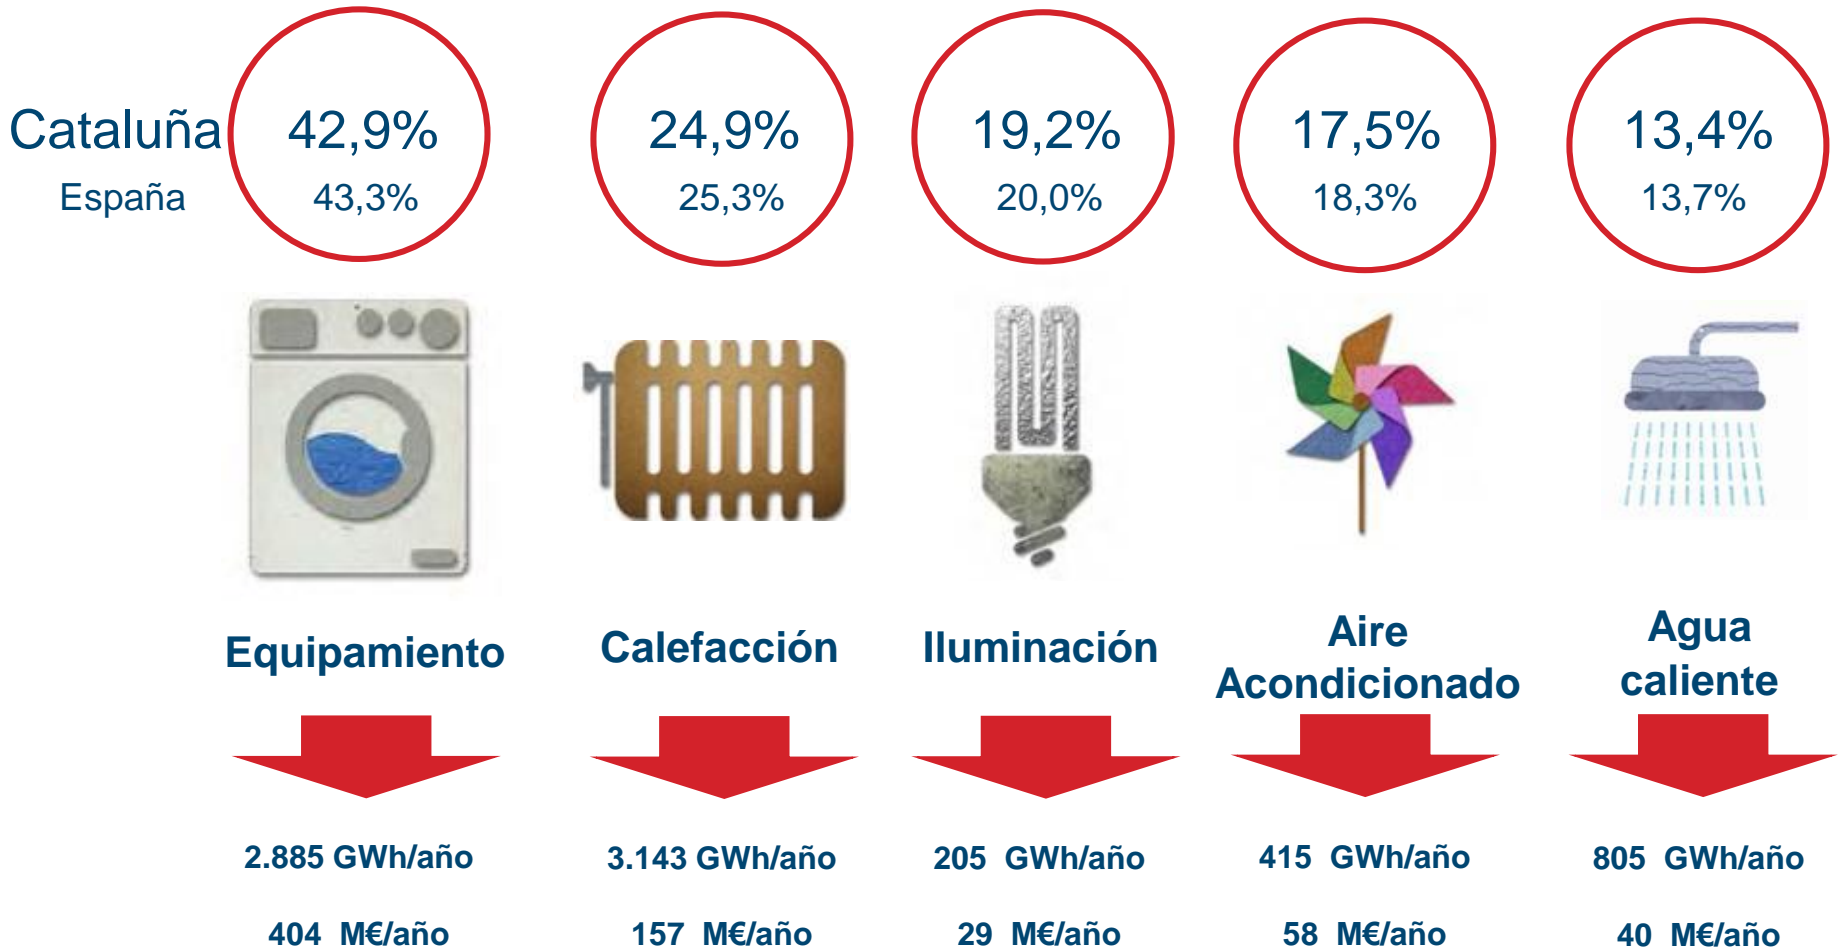 Cataluña 42,9% 24,9% 19,2% 17,5% 13,4%
España 43,3% 25,3% 20,0% 18,3% 13,7%
Equipamiento Calefacción Iluminación Aire Acondicionado Agua caliente
2.885 GWh/año 3.143 GWh/año 205 GWh/año 415 GWh/año 805 GWh/año
404 M€/año 157 M€/año 29 M€/año 58 M€/año 40 M€/año